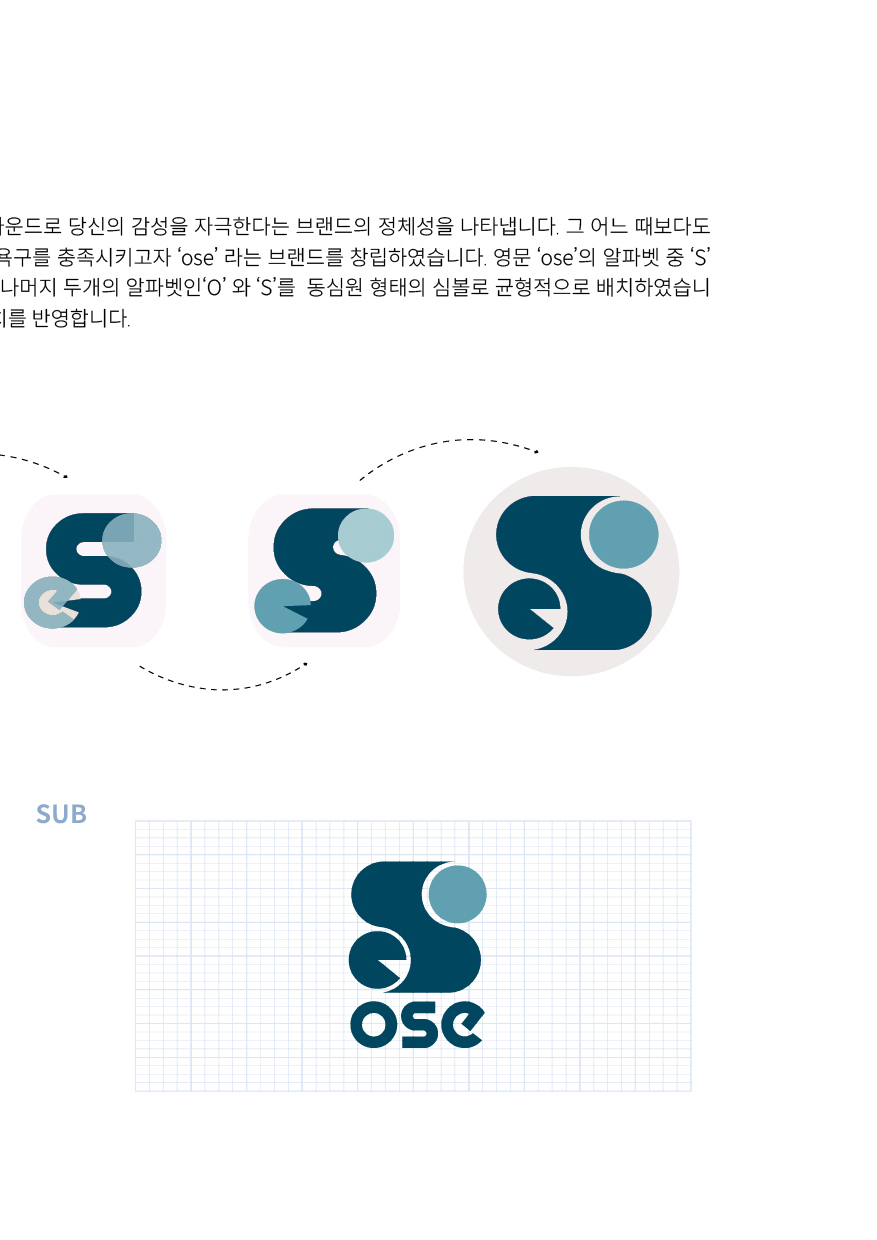 운드로 당신의 감성을 자극한다는 브랜드의 정체성을 나타냅니다. 그 어느 때보다도
욕구를 충족시키고자 ‘ose’ 라는 브랜드를 창립하였습니다. 영문 ‘ose’의 알파벳 중 ‘S’
나머지 두개의 알파벳인‘O’ 와 ‘S’를  동심원 형태의 심볼로 균형적으로 배치하였습니
를 반영합니다.
SUB
ose